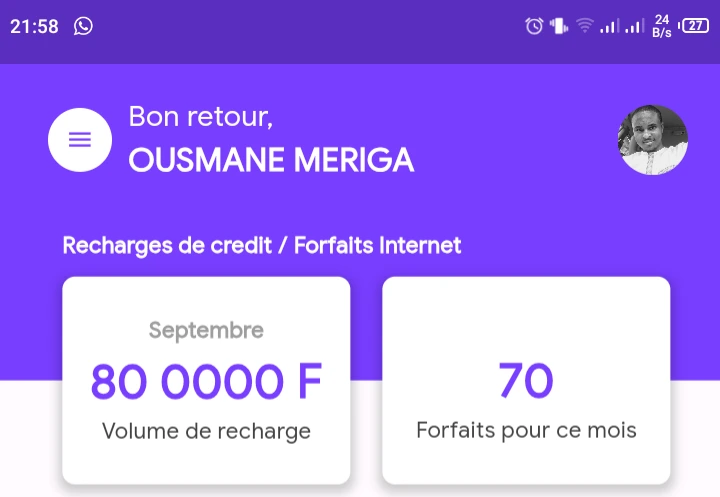 21:58 24 B/s 27
Bon retour,
OUSMANE MERIGA
Recharges de credit / Forfaits Internet
Septembre
80 0000 F
Volume de recharge
70
Forfaits pour ce mois